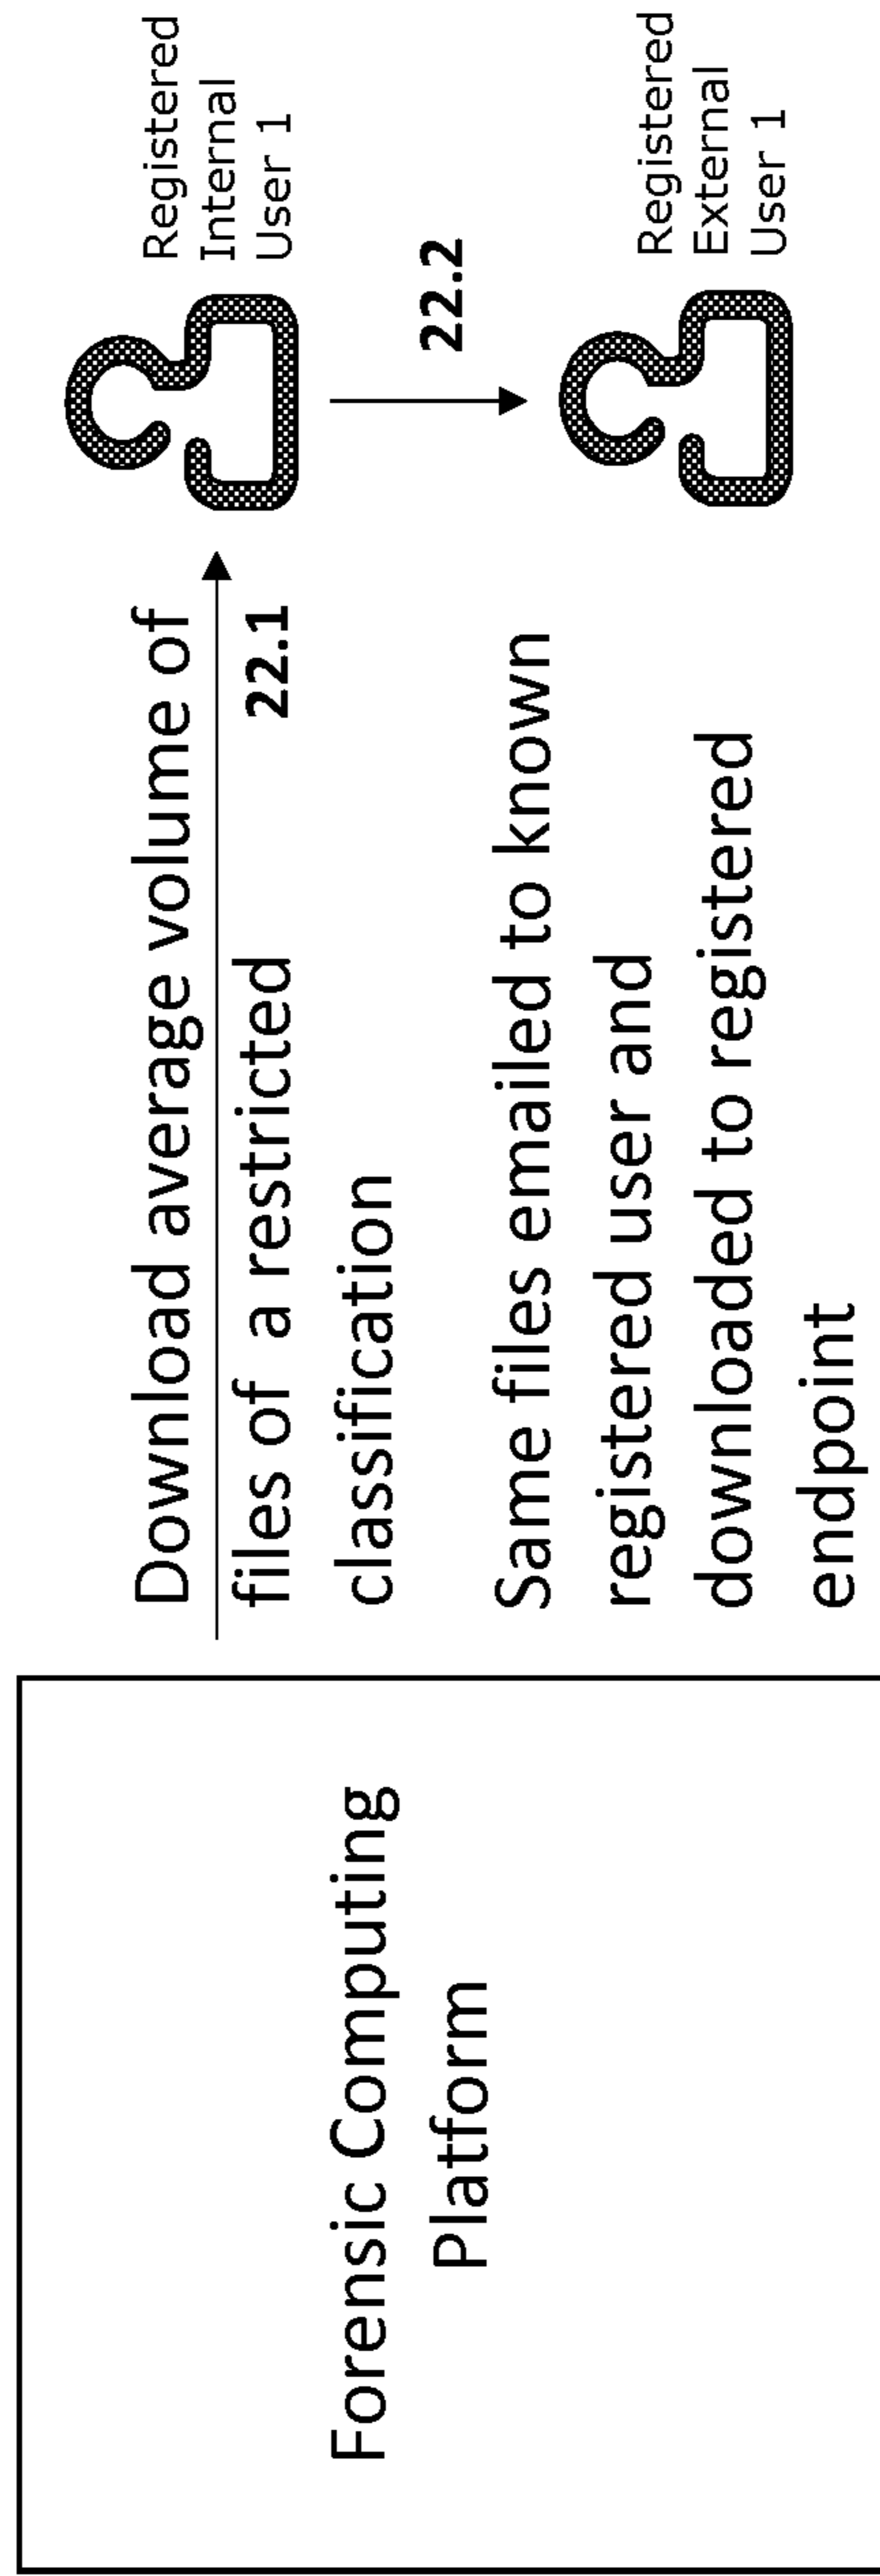 Forensic Computing
Platform
Download average volume of
files of a restricted
classification
22.1
Registered
Internal
User 1
22.2
Same files emailed to known
registered user and
downloaded to registered
endpoint
Registered
External
User 1